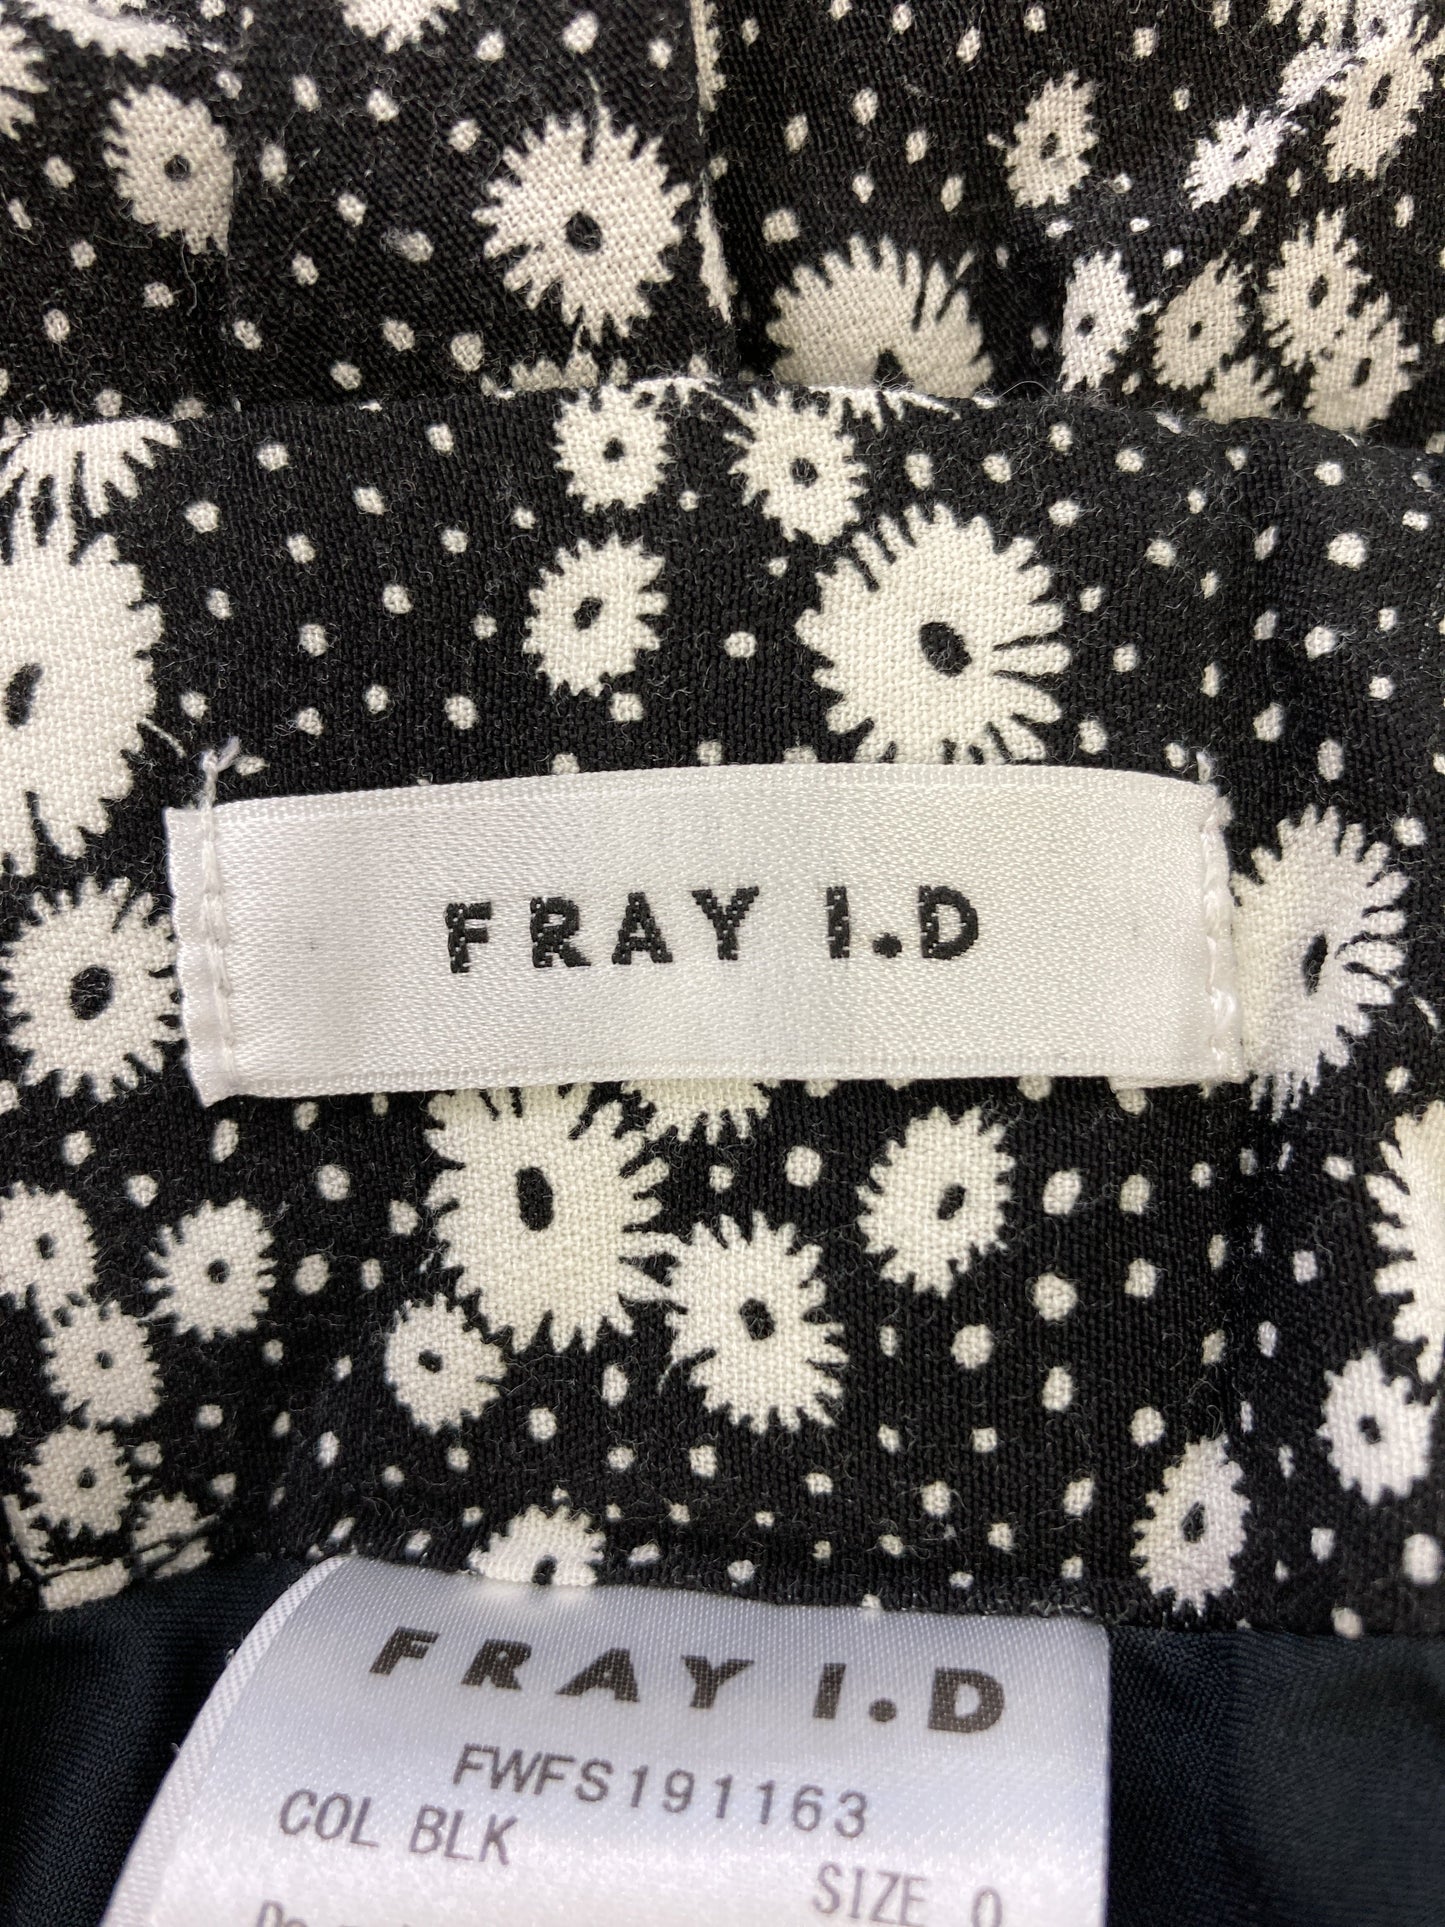 FRAY I.D
FRAY I.D
FWFS191163
COL BLK
SIZE 0